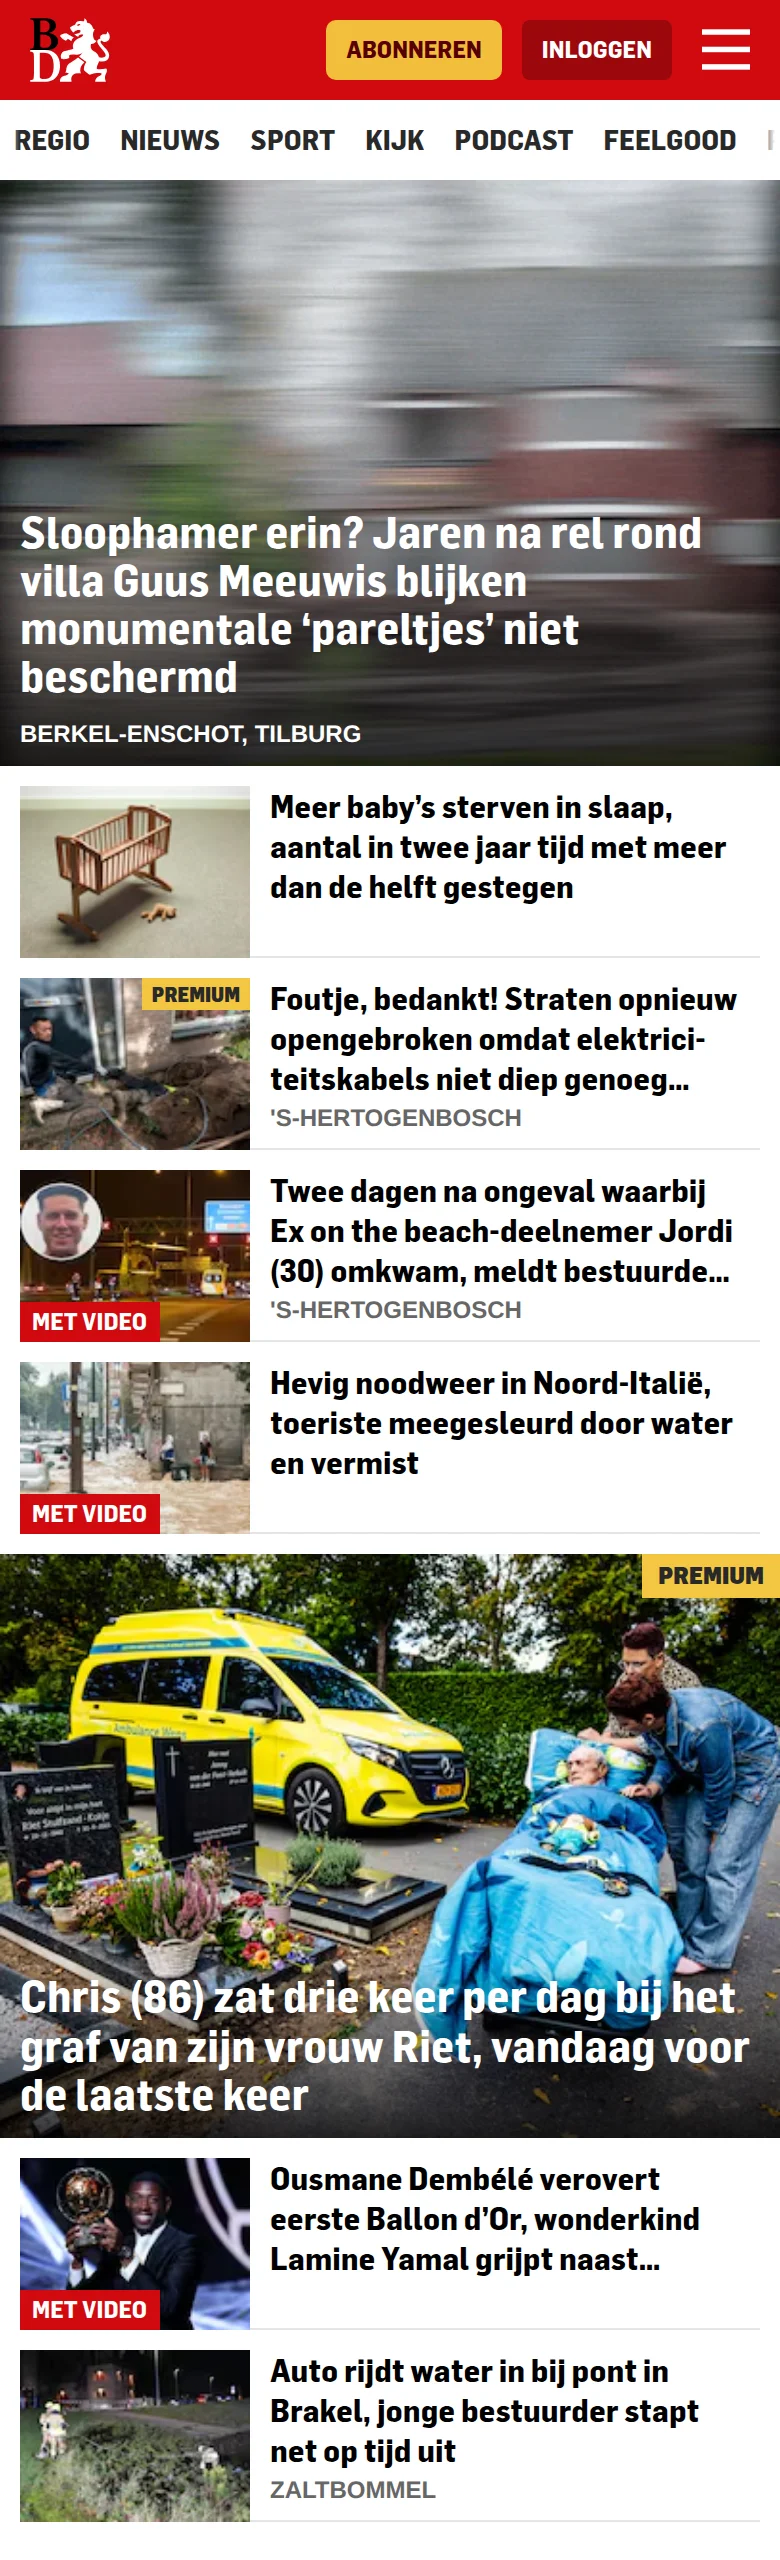 BD
ABONNEREN
INLOGGEN
REGIO NIEUWS SPORT KIJK PODCAST FEELGOOD
Sloophamer erin? Jaren na rel rond
villa Guus Meeuwis blijken
monumentale ‘pareltjes’ niet
beschermd
BERKEL-ENSCHOT, TILBURG
Meer baby’s sterven in slaap,
aantal in twee jaar tijd met meer
dan de helft gestegen
PREMIUM
Foutje, bedankt! Straten opnieuw
opengebroken omdat elektrici-
teitskabels niet diep genoeg...
'S-HERTOGENBOSCH
MET VIDEO
Twee dagen na ongeval waarbij
Ex on the beach-deelnemer Jordi
(30) omkwam, meldt bestuurde...
'S-HERTOGENBOSCH
MET VIDEO
Hevig noodweer in Noord-Italië,
toeriste meegesleurd door water
en vermist
PREMIUM
Chris (86) zat drie keer per dag bij het
graf van zijn vrouw Riet, vandaag voor
de laatste keer
MET VIDEO
Ousmane Dembélé verovert
eerste Ballon d’Or, wonderkind
Lamine Yamal grijpt naast...
Auto rijdt water in bij pont in
Brakel, jonge bestuurder stapt
net op tijd uit
ZALTBOMMEL